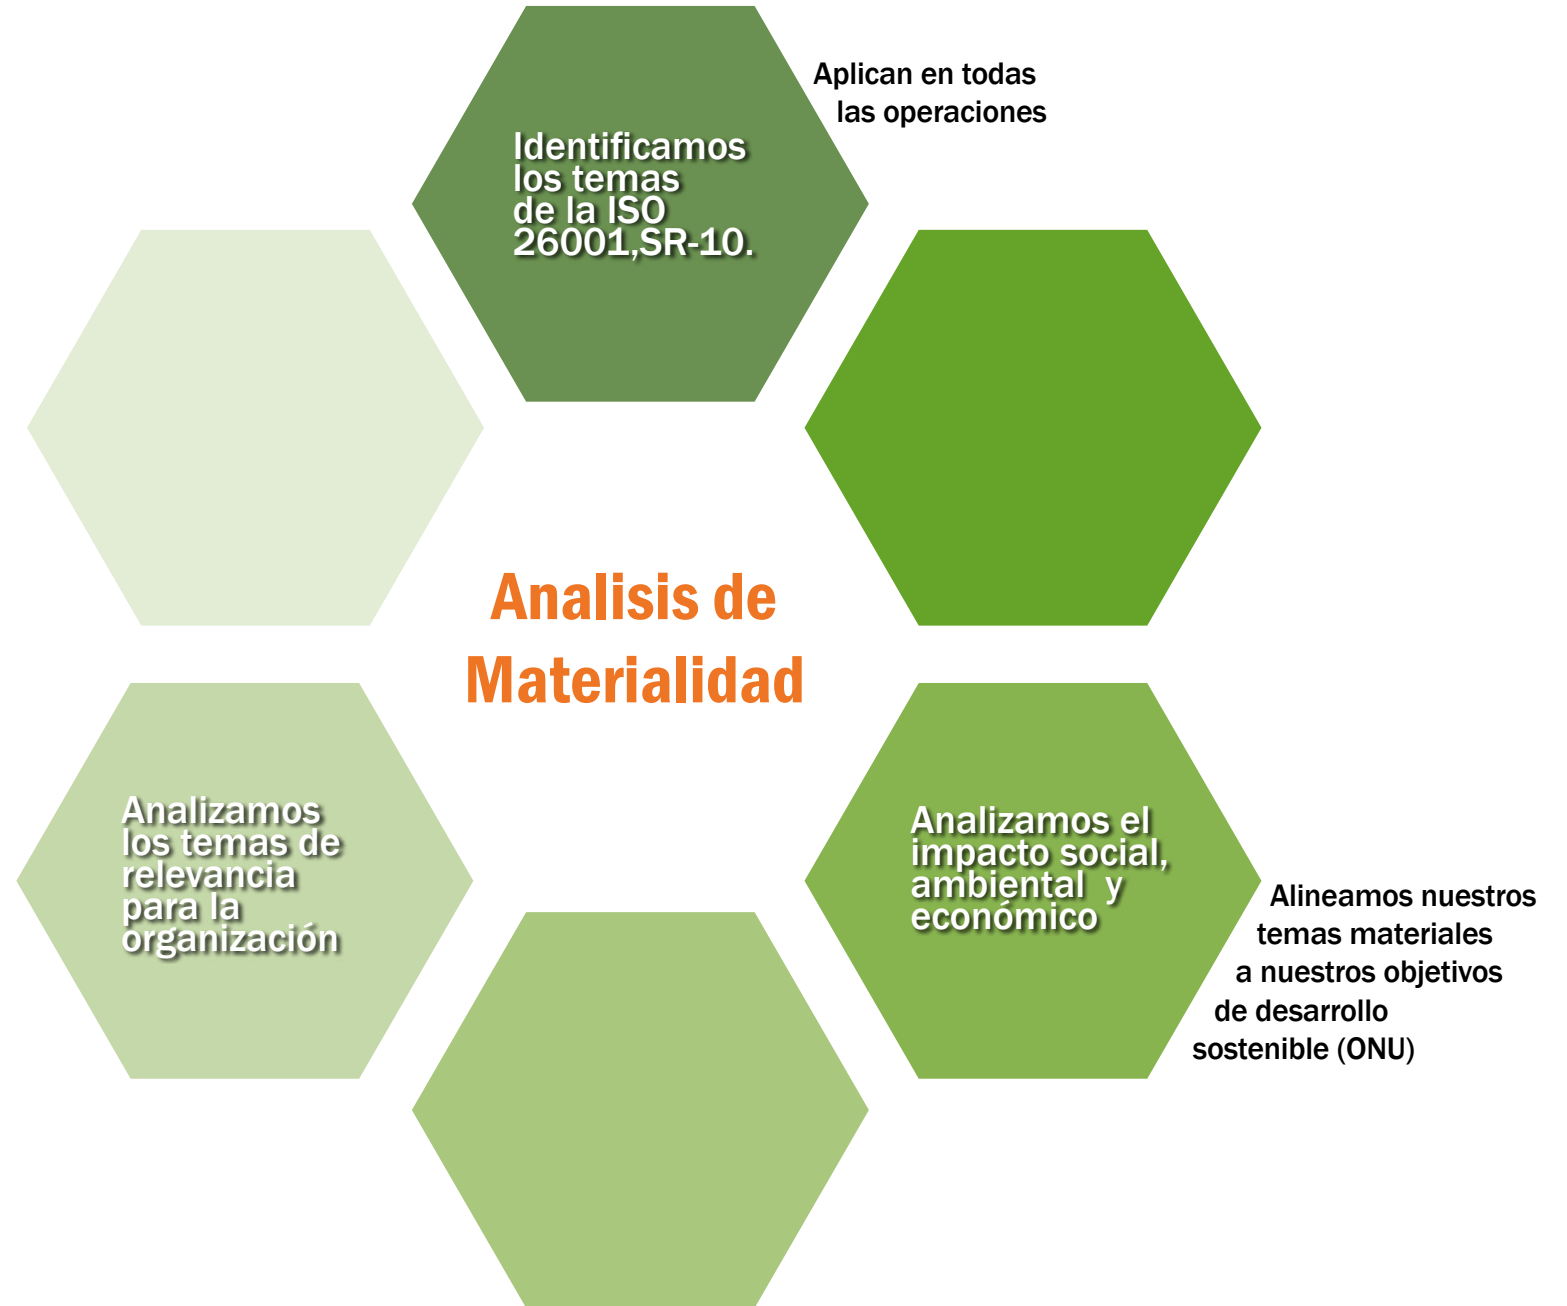 Identificamos
los temas
de la ISO
26001,SR-10.
Aplican en todas
las operaciones
Analisis de
Materialidad
Analizamos
los temas de
relevancia
para la
organización
Analizamos el
impacto social,
ambiental y
económico
Alineamos nuestros
temas materiales
a nuestros objetivos
de desarrollo
sostenible (ONU)